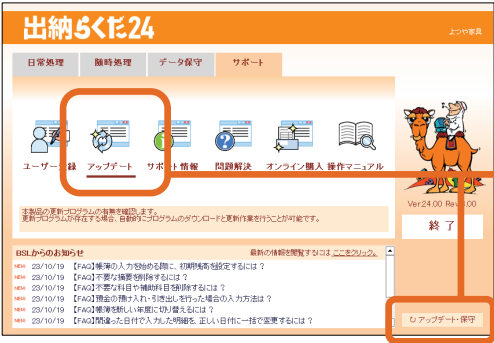 出納らくだ24
よつや家具
日常処理 随時処理 データ保守 サポート
ユーザー登録 アップデート サポート情報 問題解決 オンライン購入 操作マニュアル
Ver.24.00 Rev.8.00
本製品の更新プログラムの有無を確認します。
更新プログラムが存在する場合、自動的にプログラムのダウンロードと更新作業を行うことが可能です。
終 了
BSLからのお知らせ 最新の情報を閲覧するには ここをクリック。
NEW 23/10/19 【FAQ】帳簿の入力を始める際に、初期残高を設定するには？
NEW 23/10/19 【FAQ】不要な摘要を削除するには？
NEW 23/10/19 【FAQ】不要な科目や補助科目を削除するには？
NEW 23/10/19 【FAQ】預金の預け入れ・引き出しを行った場合の入力方法は？
NEW 23/10/19 【FAQ】帳簿を新しい年度に切り替えるには？
NEW 23/10/19 【FAQ】間違った日付で入力した明細を、正しい日付に一括で変更するには？
アップデート・保守